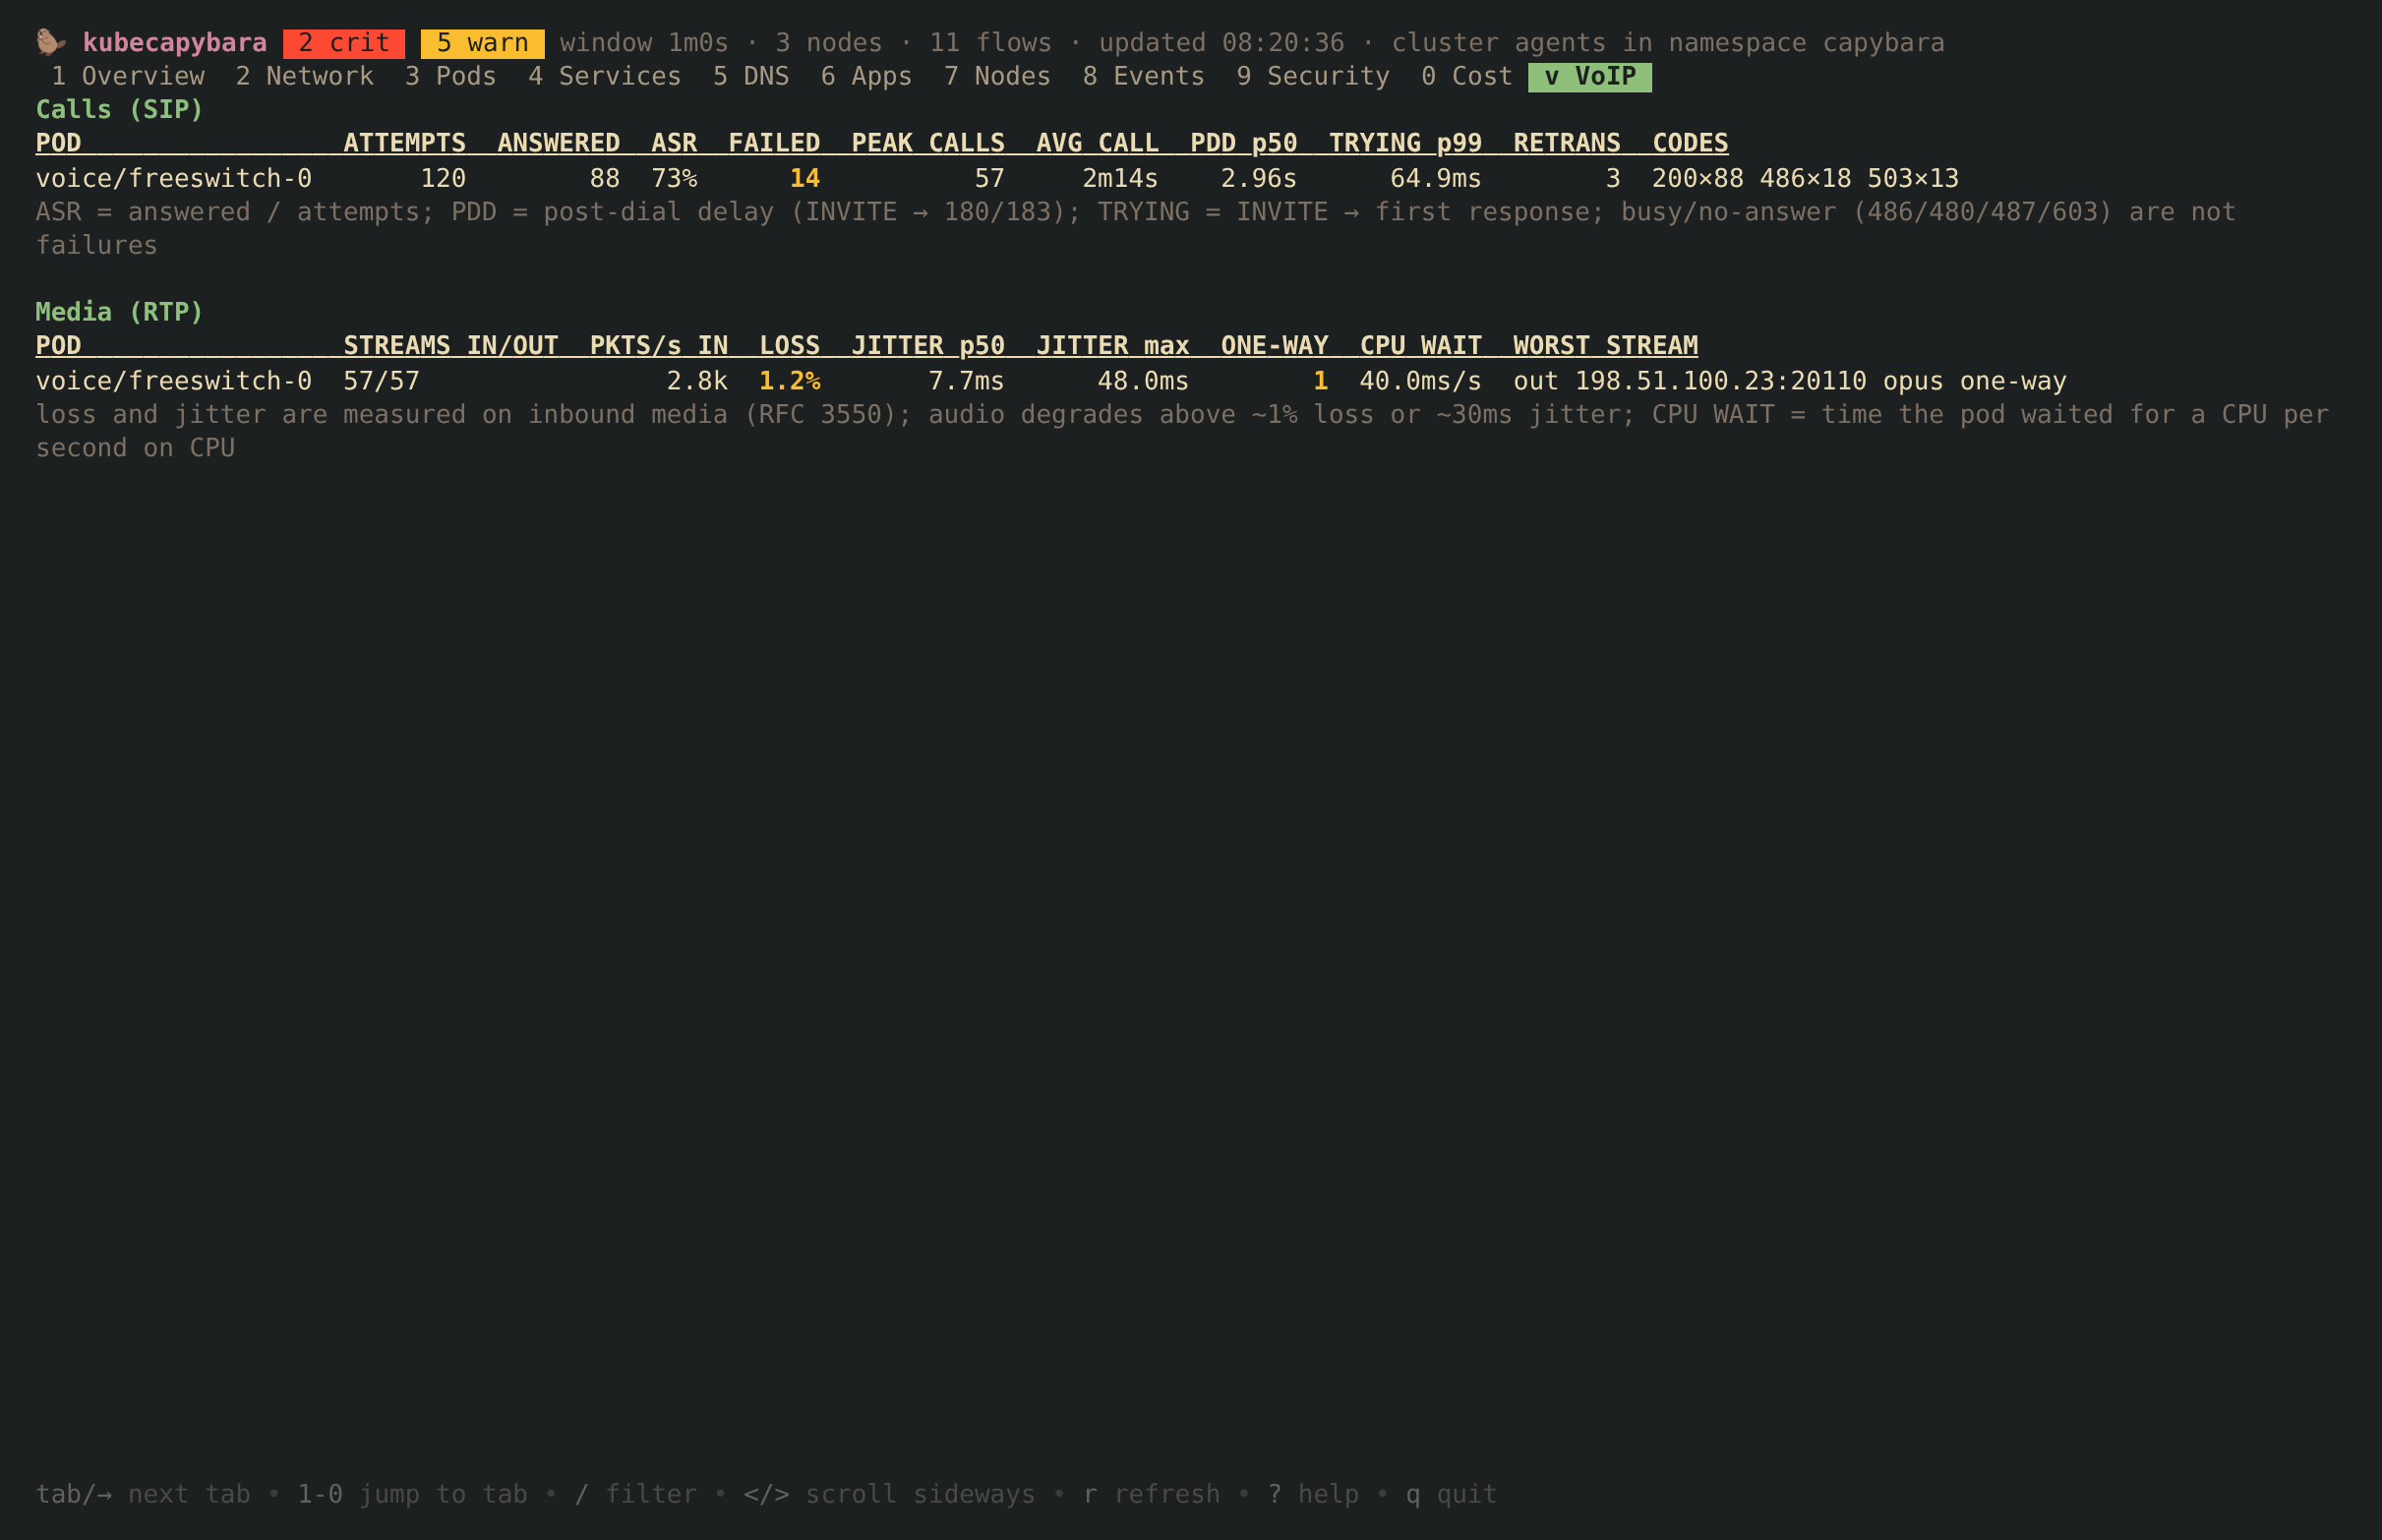 kubecapybara 2 crit 5 warn window 1m0s · 3 nodes · 11 flows · updated 08:20:36 · cluster agents in namespace capybara
1 Overview 2 Network 3 Pods 4 Services 5 DNS 6 Apps 7 Nodes 8 Events 9 Security 0 Cost v VoIP
Calls (SIP)
POD ATTEMPTS ANSWERED ASR FAILED PEAK CALLS AVG CALL PDD p50 TRYING p99 RETRANS CODES
voice/freeswitch-0 120 88 73% 14 57 2m14s 2.96s 64.9ms 3 200×88 486×18 503×13
ASR = answered / attempts; PDD = post-dial delay (INVITE → 180/183); TRYING = INVITE → first response; busy/no-answer (486/480/487/603) are not
failures
Media (RTP)
POD STREAMS IN/OUT PKTS/s IN LOSS JITTER p50 JITTER max ONE-WAY CPU WAIT WORST STREAM
voice/freeswitch-0 57/57 2.8k 1.2% 7.7ms 48.0ms 1 40.0ms/s out 198.51.100.23:20110 opus one-way
loss and jitter are measured on inbound media (RFC 3550); audio degrades above ~1% loss or ~30ms jitter; CPU WAIT = time the pod waited for a CPU per
second on CPU
tab/→ next tab • 1-0 jump to tab • / filter • </> scroll sideways • r refresh • ? help • q quit